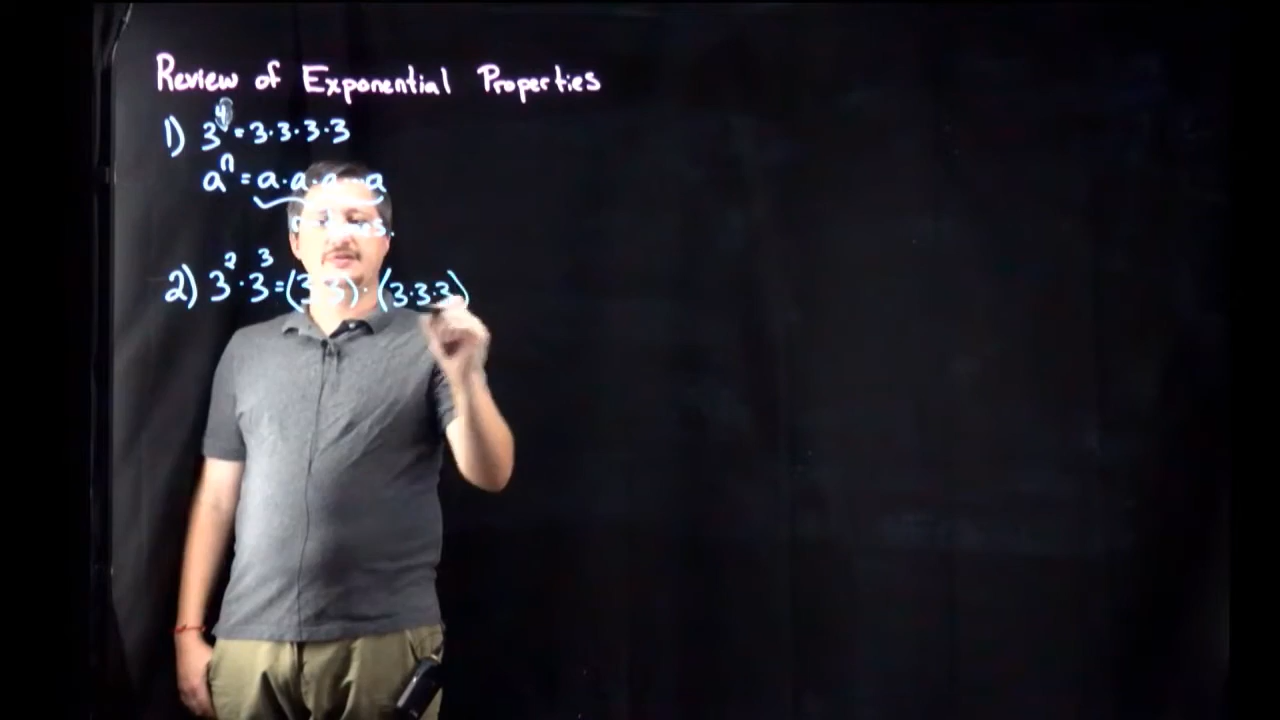 Review of Exponential Properties
1) 3⁴ = 3·3·3·3
aⁿ = a·a·a···a
2) 3²·3³ = (3·3)·(3·3·3)